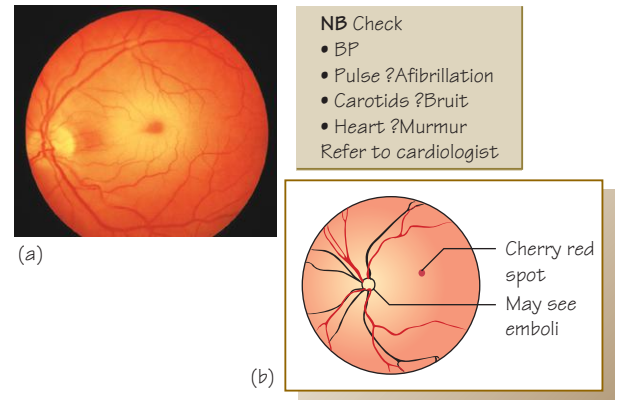 NB Check
• BP
• Pulse ?Afibrillation
• Carotids ?Bruit
• Heart ?Murmur
Refer to cardiologist
(a)
Cherry red
spot
May see
emboli
(b)